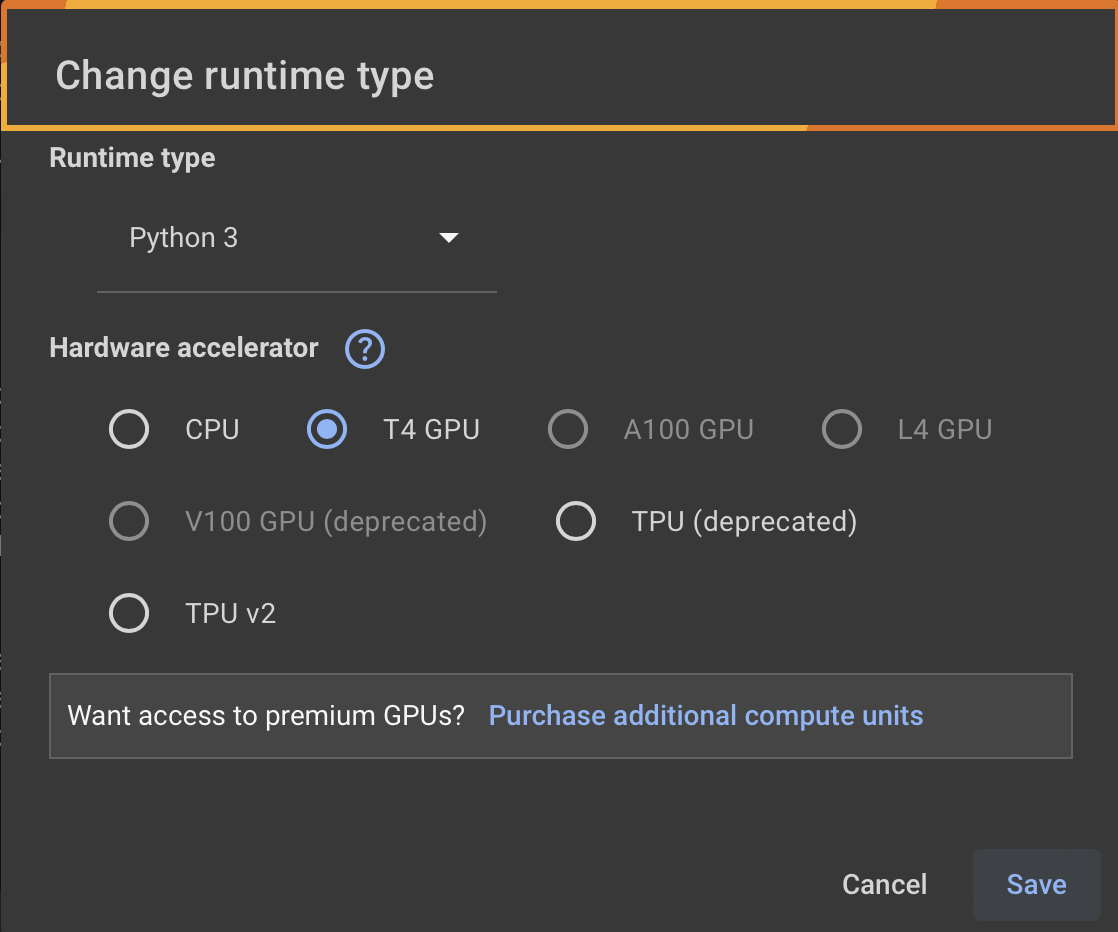 Change runtime type
Runtime type
Python 3
Hardware accelerator ?
CPU T4 GPU A100 GPU L4 GPU
V100 GPU (deprecated) TPU (deprecated)
TPU v2
Want access to premium GPUs? Purchase additional compute units
Cancel Save